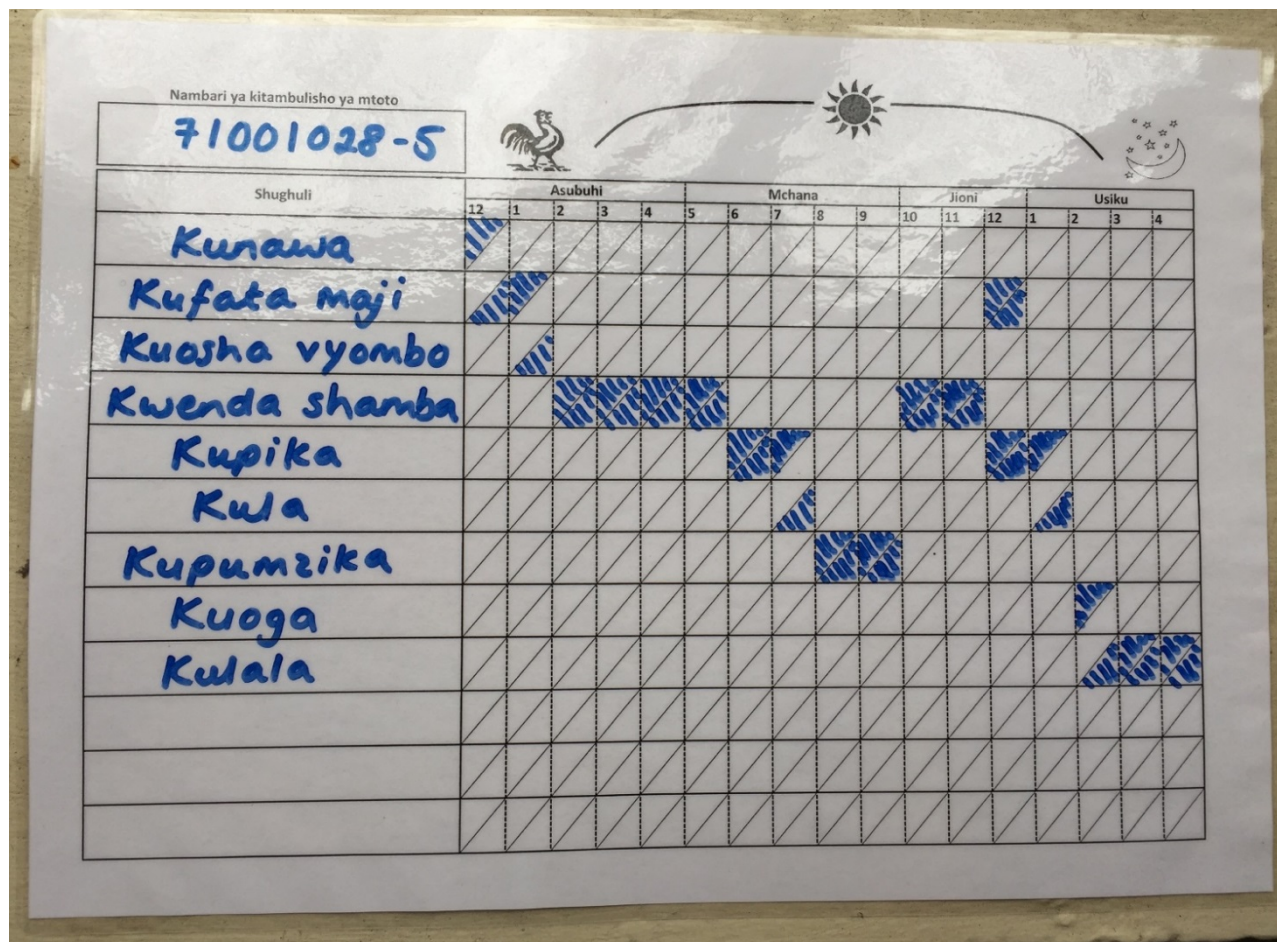 Nambari ya kitambulisho ya mtoto
71001028-5
Shughuli Asubuhi Mchana Jioni Usiku
12 1 2 3 4 5 6 7 8 9 10 11 12 1 2 3 4
Kunawa
Kufata maji
Kuosha vyombo
Kwenda shamba
Kupika
Kula
Kupumzika
Kuoga
Kulala